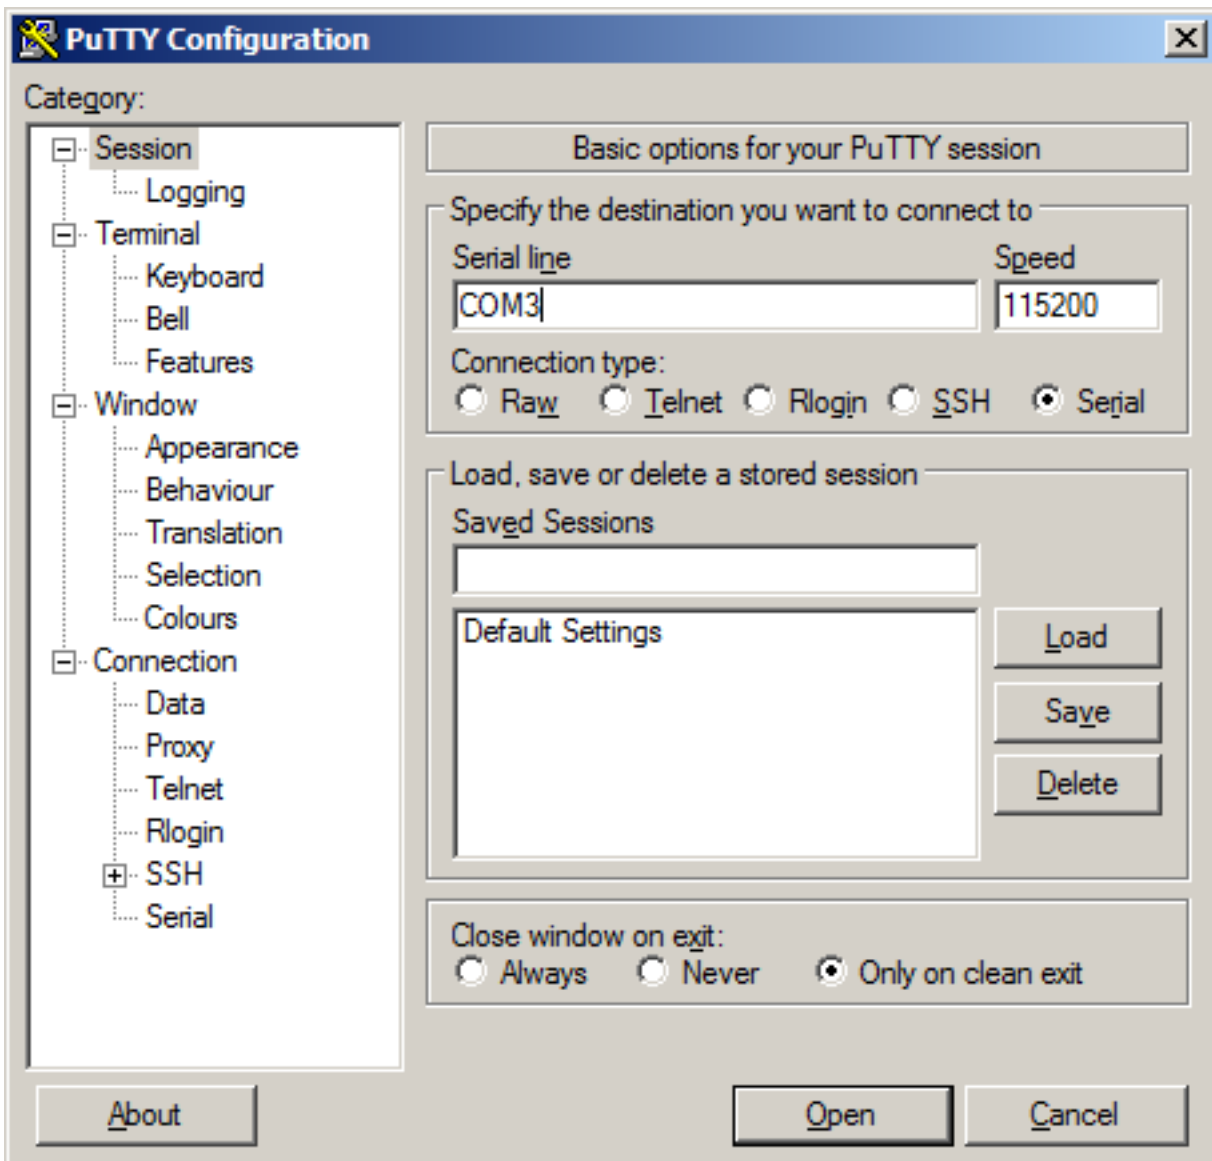 PuTTY Configuration
Category:
Session
Logging
Terminal
Keyboard
Bell
Features
Window
Appearance
Behaviour
Translation
Selection
Colours
Connection
Data
Proxy
Telnet
Rlogin
SSH
Serial
Basic options for your PuTTY session
Specify the destination you want to connect to
Serial line Speed
COM3 115200
Connection type:
Raw Telnet Rlogin SSH Serial
Load, save or delete a stored session
Saved Sessions
Default Settings
Load
Save
Delete
Close window on exit:
Always Never Only on clean exit
About Open Cancel